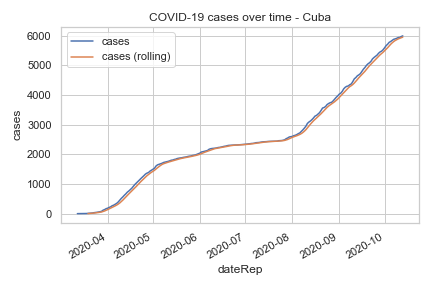 COVID-19 cases over time - Cuba
cases
cases (rolling)
6000
5000
4000
3000
2000
1000
0
cases
2020-04
2020-05
2020-06
2020-07
2020-08
2020-09
2020-10
dateRep